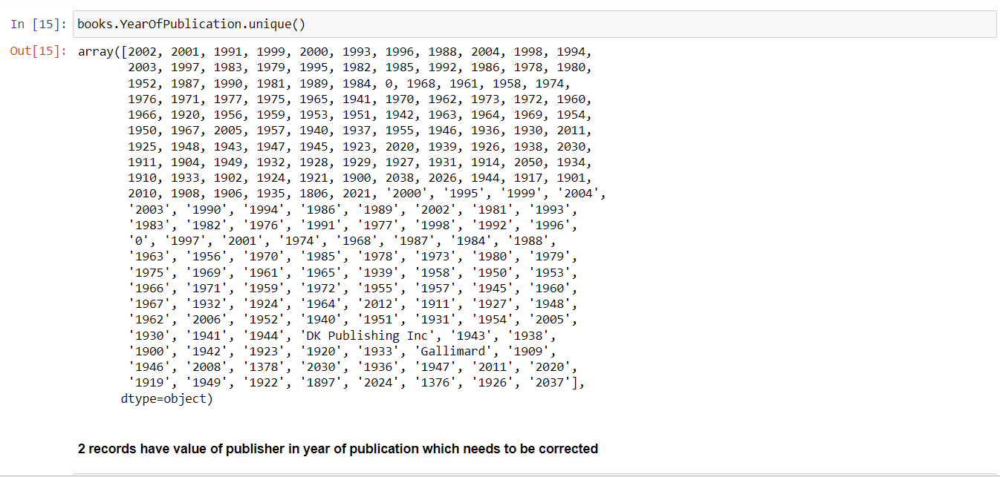 In [15]: books.YearOfPublication.unique()
Out[15]: array([2002, 2001, 1991, 1999, 2000, 1993, 1996, 1988, 2004, 1998, 1994,
2003, 1997, 1983, 1979, 1995, 1982, 1985, 1992, 1986, 1978, 1980,
1952, 1987, 1990, 1981, 1989, 1984, 0, 1968, 1961, 1958, 1974,
1976, 1971, 1977, 1975, 1965, 1941, 1970, 1962, 1973, 1972, 1960,
1966, 1920, 1956, 1959, 1953, 1951, 1942, 1963, 1964, 1969, 1954,
1950, 1967, 2005, 1957, 1940, 1937, 1955, 1946, 1936, 1930, 2011,
1925, 1948, 1943, 1947, 1945, 1923, 2020, 1939, 1926, 1938, 2030,
1911, 1904, 1949, 1932, 1928, 1929, 1927, 1931, 1914, 2050, 1934,
1910, 1933, 1902, 1924, 1921, 1900, 2038, 2026, 1944, 1917, 1901,
2010, 1908, 1906, 1935, 1806, 2021, '2000', '1995', '1999', '2004',
'2003', '1990', '1994', '1986', '1989', '2002', '1981', '1993',
'1983', '1982', '1976', '1991', '1977', '1998', '1992', '1996',
'0', '1997', '2001', '1974', '1968', '1987', '1984', '1988',
'1963', '1956', '1970', '1985', '1978', '1973', '1980', '1979',
'1975', '1969', '1961', '1965', '1939', '1958', '1950', '1953',
'1966', '1971', '1959', '1972', '1955', '1957', '1945', '1960',
'1967', '1932', '1924', '1964', '2012', '1911', '1927', '1948',
'1962', '2006', '1952', '1940', '1951', '1931', '1954', '2005',
'1930', '1941', '1944', 'DK Publishing Inc', '1943', '1938',
'1900', '1942', '1923', '1920', '1933', 'Gallimard', '1909',
'1946', '2008', '1378', '2030', '1936', '1947', '2011', '2020',
'1919', '1949', '1922', '1897', '2024', '1376', '1926', '2037'],
dtype=object)
2 records have value of publisher in year of publication which needs to be corrected